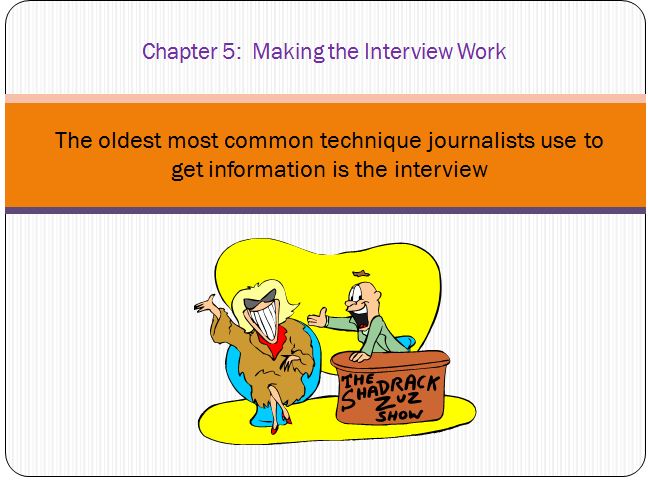 Chapter 5:  Making the Interview Work
The oldest most common technique journalists use to
get information is the interview
THE
SHADRACK
ZUZ
SHOW